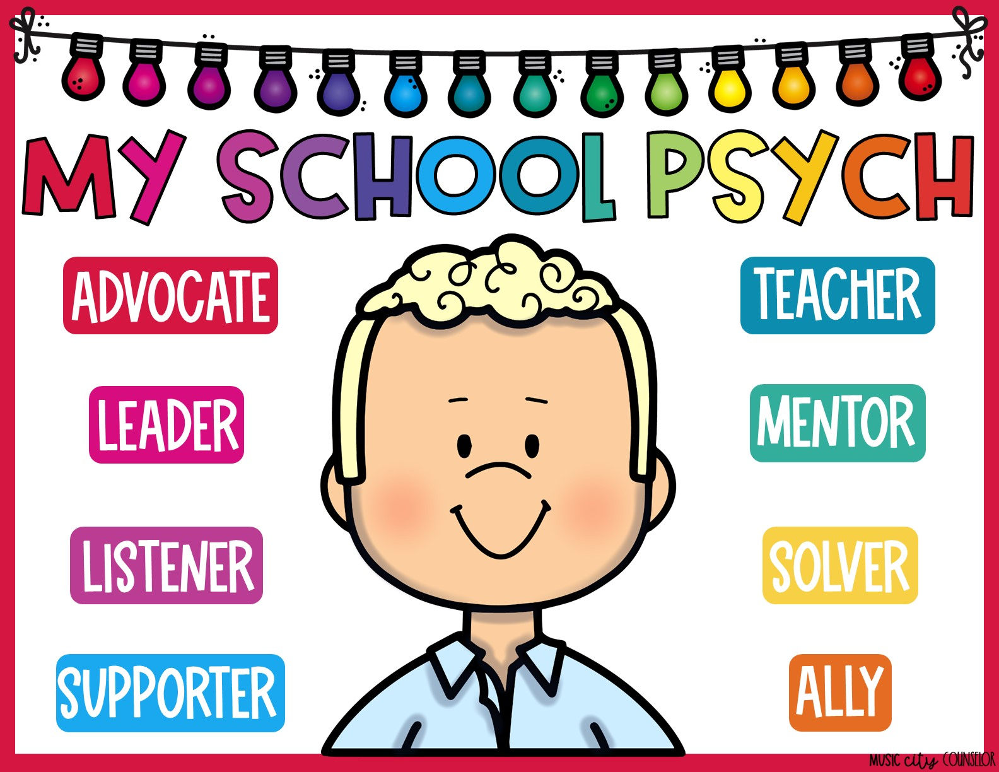 MY SCHOOL PSYCH
ADVOCATE
LEADER
LISTENER
SUPPORTER
TEACHER
MENTOR
SOLVER
ALLY
MUSIC city COUNSELOR